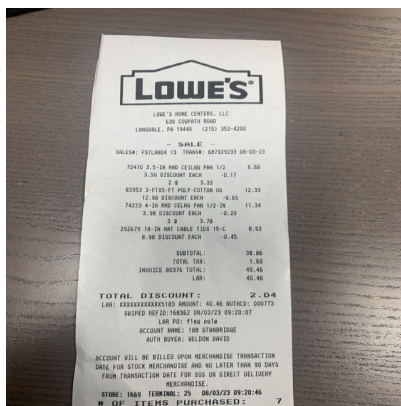 LOWE'S
LOWE'S HOME CENTERS, LLC
630 COWPATH ROAD
LANSDALE, PA 19446 (215) 353-4200
- SALE -
SALES#: FSTLAN04 13 TRANS#: 687929233 08-03-23
72470 3.5-IN RND CEILNG PAN 1/2 6.66
3.50 DISCOUNT EACH -0.17
2 @ 3.33
83953 3-FTX5-FT POLY-COTTON US 12.33
12.98 DISCOUNT EACH -0.65
74223 4-IN RND CEILNG PAN 1/2-IN 11.34
3.98 DISCOUNT EACH -0.20
3 @ 3.78
292679 18-IN NAT CABLE TIES 15-C 8.53
8.98 DISCOUNT EACH -0.45
SUBTOTAL: 38.86
TOTAL TAX: 1.60
INVOICE 80376 TOTAL: 40.46
LAR: 40.46
TOTAL DISCOUNT: 2.04
LAR: XXXXXXXXXXXX5183 AMOUNT: 40.46 AUTHCD: 000773
SWIPED REFID:168362 08/03/23 09:20:07
LAR PO: flag pole
ACCOUNT NAME: 188 STANBRIDGE
AUTH BUYER: WELDON DAVID
ACCOUNT WILL BE BILLED UPON MERCHANDISE TRANSACTION
DATE FOR STOCK MERCHANDISE AND NO LATER THAN 90 DAYS
FROM TRANSACTION DATE FOR SOS OR DIRECT DELIVERY
MERCHANDISE.
STORE: 1669 TERMINAL: 25 08/03/23 09:20:46
# OF ITEMS PURCHASED: 7